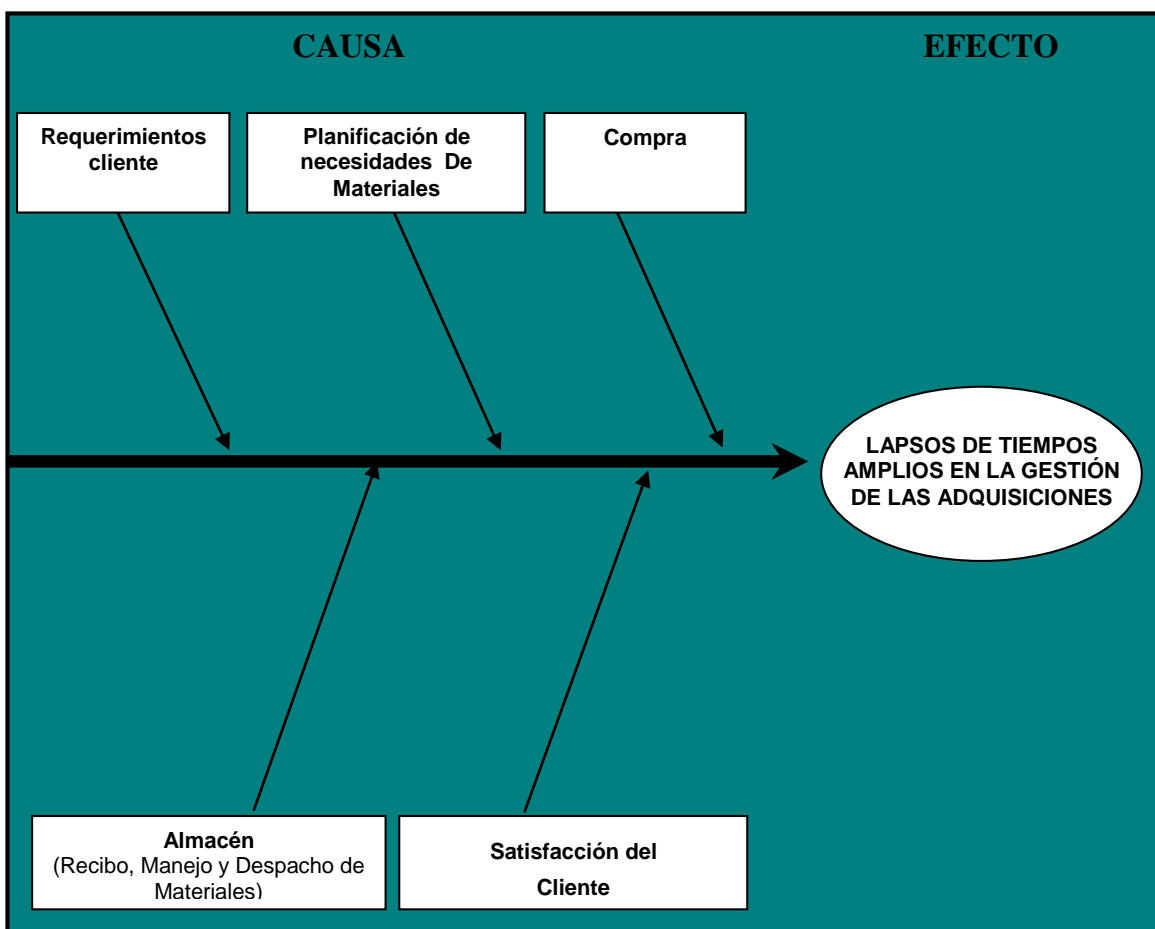 CAUSA
EFECTO
Requerimientos
cliente
Planificación de
necesidades De
Materiales
Compra
LAPSOS DE TIEMPOS
AMPLIOS EN LA GESTIÓN
DE LAS ADQUISICIONES
Almacén
(Recibo, Manejo y Despacho de
Materiales)
Satisfacción del
Cliente